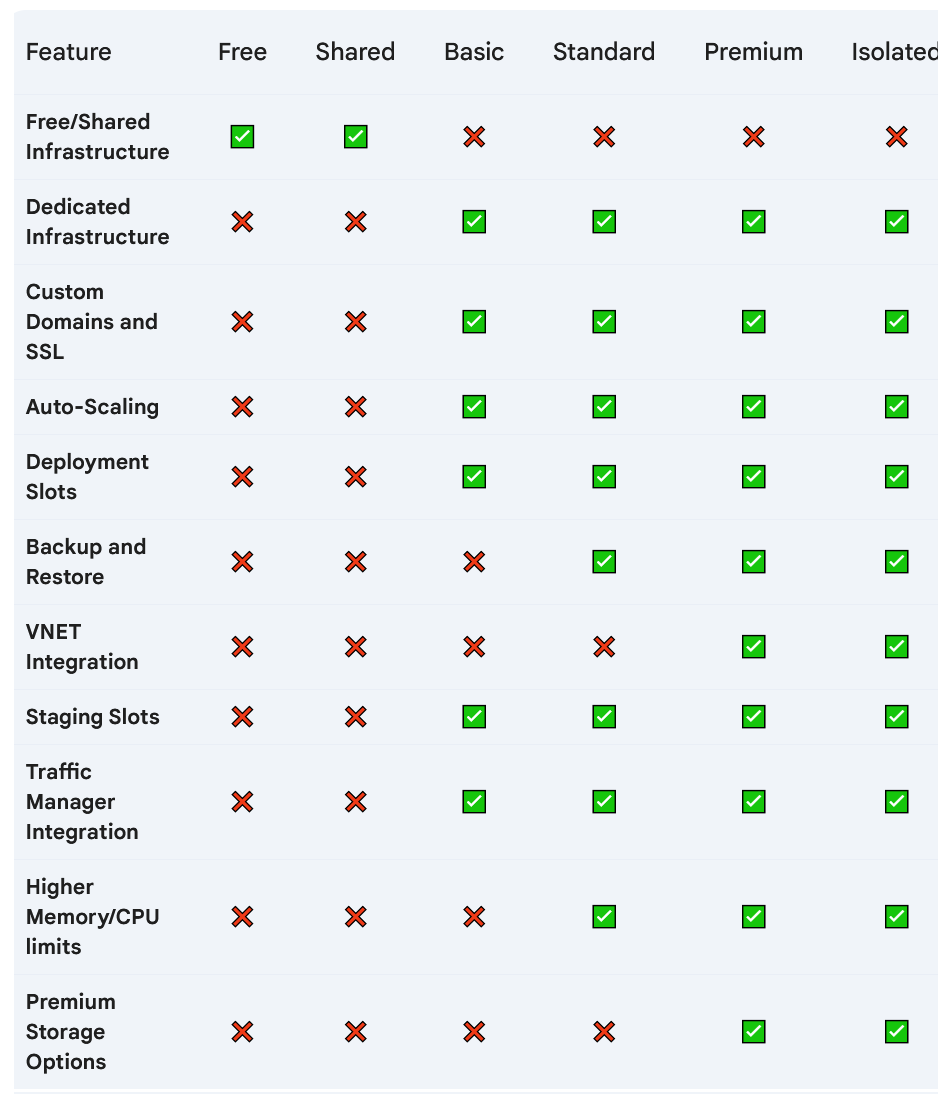 Feature Free Shared Basic Standard Premium Isolated
Free/Shared
Infrastructure
✅ ✅ ❌ ❌ ❌ ❌
Dedicated
Infrastructure
❌ ❌ ✅ ✅ ✅ ✅
Custom
Domains and
SSL
❌ ❌ ✅ ✅ ✅ ✅
Auto-Scaling ❌ ❌ ✅ ✅ ✅ ✅
Deployment
Slots
❌ ❌ ✅ ✅ ✅ ✅
Backup and
Restore
❌ ❌ ❌ ✅ ✅ ✅
VNET
Integration
❌ ❌ ❌ ❌ ✅ ✅
Staging Slots ❌ ❌ ✅ ✅ ✅ ✅
Traffic
Manager
Integration
❌ ❌ ✅ ✅ ✅ ✅
Higher
Memory/CPU
limits
❌ ❌ ❌ ✅ ✅ ✅
Premium
Storage
Options
❌ ❌ ❌ ❌ ✅ ✅